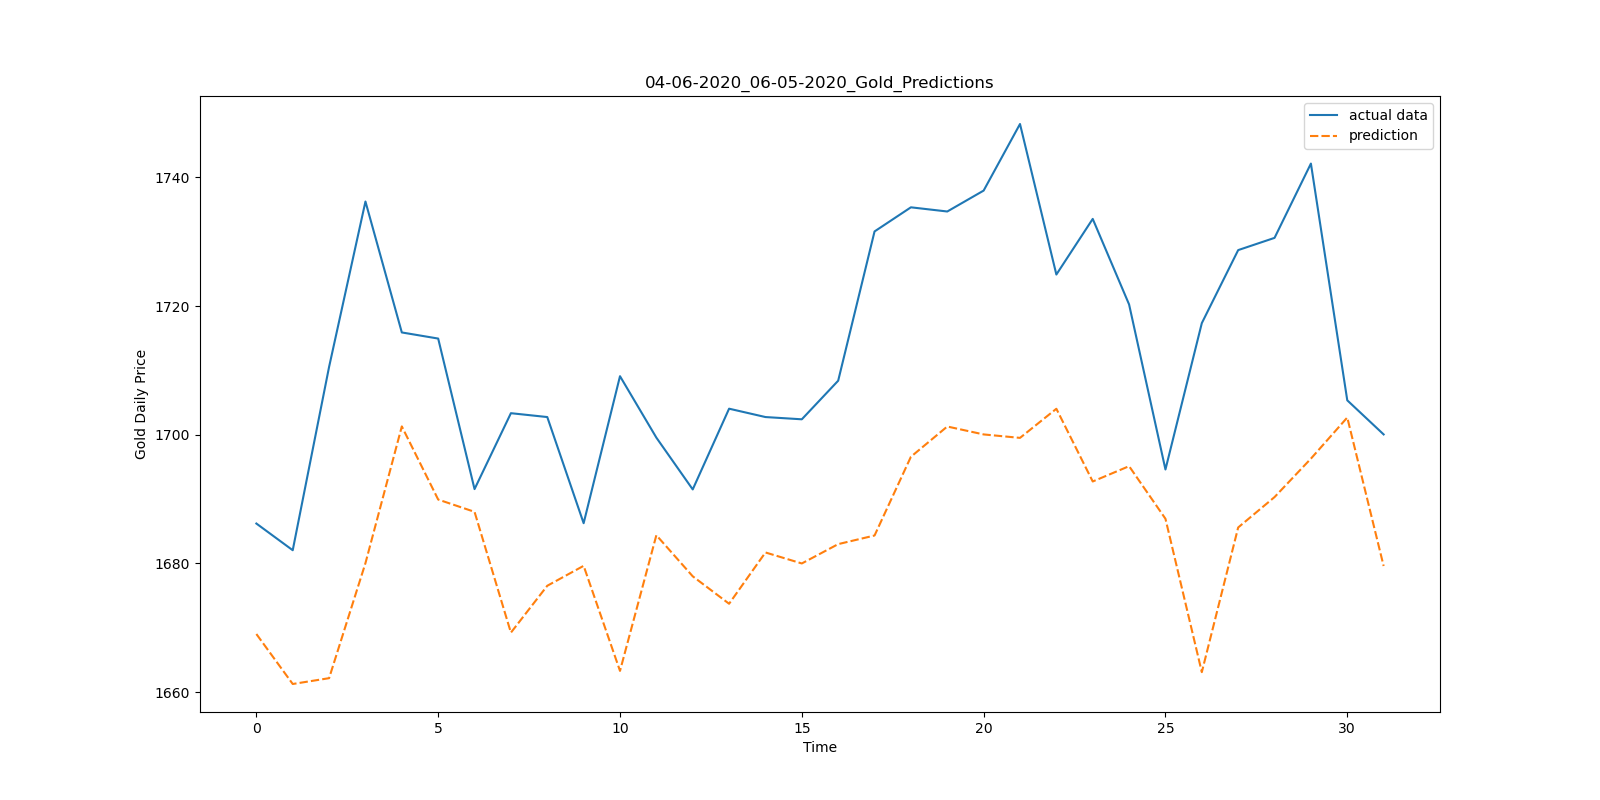 04-06-2020_06-05-2020_Gold_Predictions
actual data
prediction
1740
1720
1700
1680
1660
Gold Daily Price
0 5 10 15 20 25 30
Time